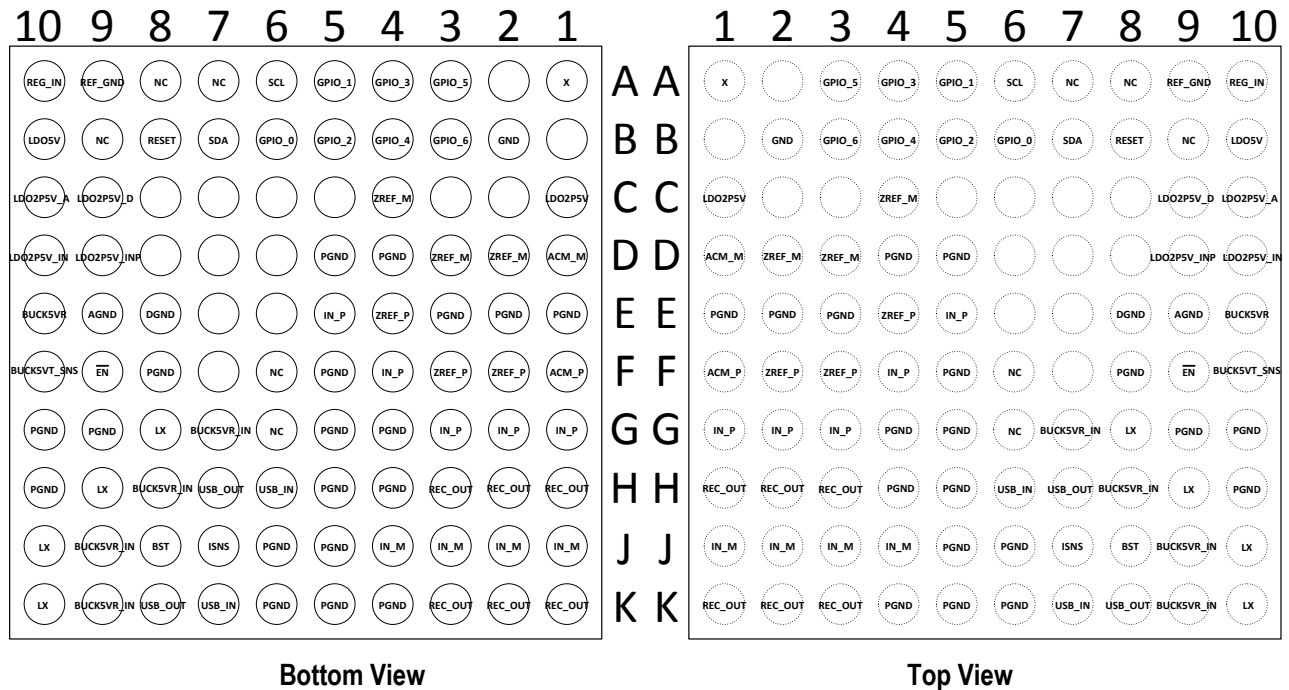 10 9 8 7 6 5 4 3 2 1 1 2 3 4 5 6 7 8 9 10
REG_IN REF_GND NC NC SCL GPIO_1 GPIO_3 GPIO_5 X A A X GPIO_5 GPIO_3 GPIO_1 SCL NC NC REF_GND REG_IN
LDO5V NC RESET SDA GPIO_0 GPIO_2 GPIO_4 GPIO_6 GND B B GND GPIO_6 GPIO_4 GPIO_2 GPIO_0 SDA RESET NC LDO5V
LDO2P5V_A LDO2P5V_D ZREF_M LDO2P5V C C LDO2P5V ZREF_M LDO2P5V_D LDO2P5V_A
LDO2P5V_IN LDO2P5V_INP PGND PGND ZREF_M ZREF_M ACM_M D D ACM_M ZREF_M ZREF_M PGND PGND LDO2P5V_INP LDO2P5V_IN
BUCK5VR AGND DGND IN_P ZREF_P PGND PGND PGND E E PGND PGND PGND ZREF_P IN_P DGND AGND BUCK5VR
BUCK5VT_SNS EN PGND NC PGND IN_P ZREF_P ZREF_P ACM_P F F ACM_P ZREF_P ZREF_P IN_P PGND NC PGND EN BUCK5VT_SNS
PGND PGND LX BUCK5VR_IN NC PGND PGND IN_P IN_P IN_P G G IN_P IN_P IN_P PGND PGND NC BUCK5VR_IN LX PGND PGND
PGND LX BUCK5VR_IN USB_OUT USB_IN PGND PGND REC_OUT REC_OUT REC_OUT H H REC_OUT REC_OUT REC_OUT PGND PGND USB_IN USB_OUT BUCK5VR_IN LX PGND
LX BUCK5VR_IN BST ISNS PGND PGND IN_M IN_M IN_M IN_M J J IN_M IN_M IN_M IN_M PGND PGND ISNS BST BUCK5VR_IN LX
LX BUCK5VR_IN USB_OUT USB_IN PGND PGND PGND REC_OUT REC_OUT REC_OUT K K REC_OUT REC_OUT REC_OUT PGND PGND PGND USB_IN USB_OUT BUCK5VR_IN LX
Bottom View Top View